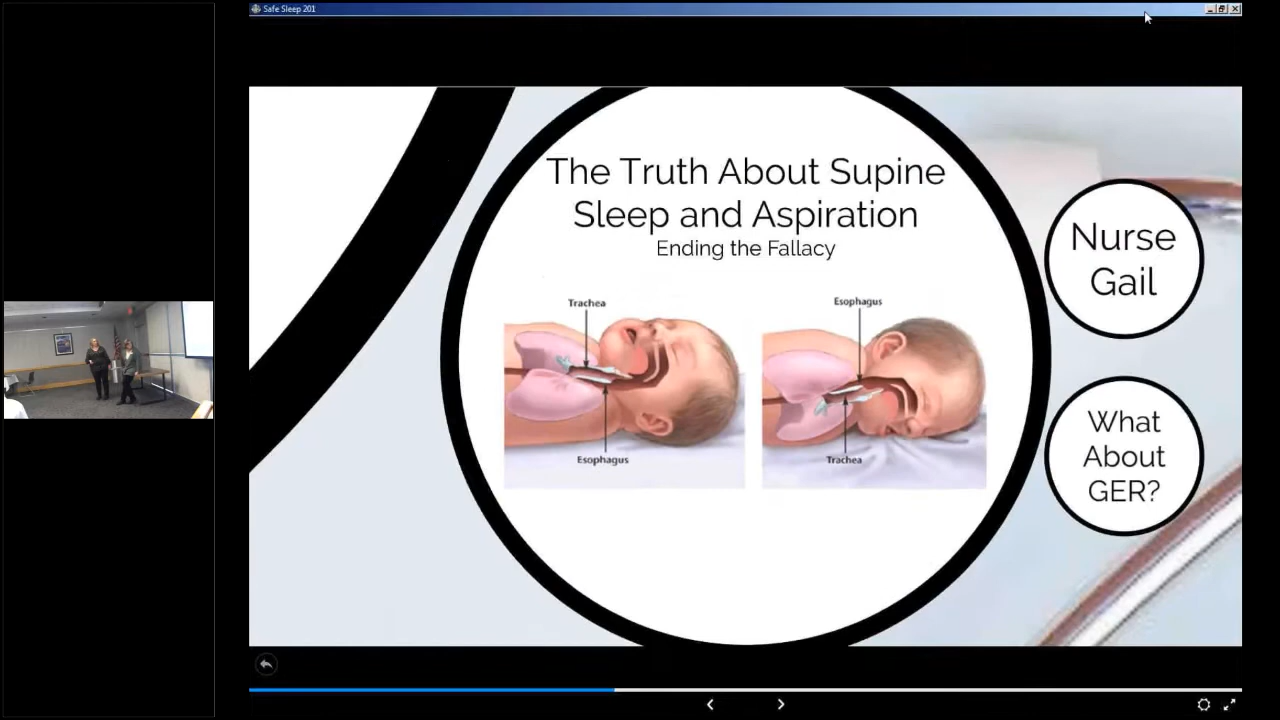 Safe Sleep 201
The Truth About Supine
Sleep and Aspiration
Ending the Fallacy
Trachea
Esophagus
Esophagus
Trachea
Nurse
Gail
What
About
GER?